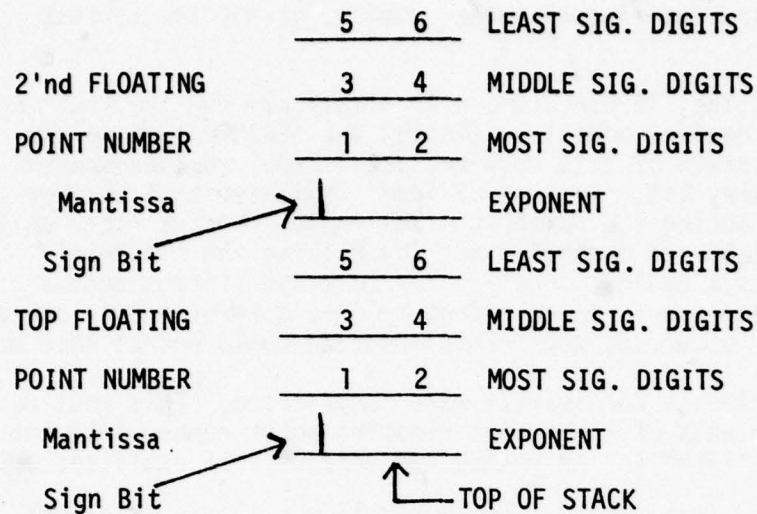 5 6 LEAST SIG. DIGITS
2'nd FLOATING 3 4 MIDDLE SIG. DIGITS
POINT NUMBER 1 2 MOST SIG. DIGITS
Mantissa EXPONENT
Sign Bit 5 6 LEAST SIG. DIGITS
TOP FLOATING 3 4 MIDDLE SIG. DIGITS
POINT NUMBER 1 2 MOST SIG. DIGITS
Mantissa EXPONENT
Sign Bit TOP OF STACK